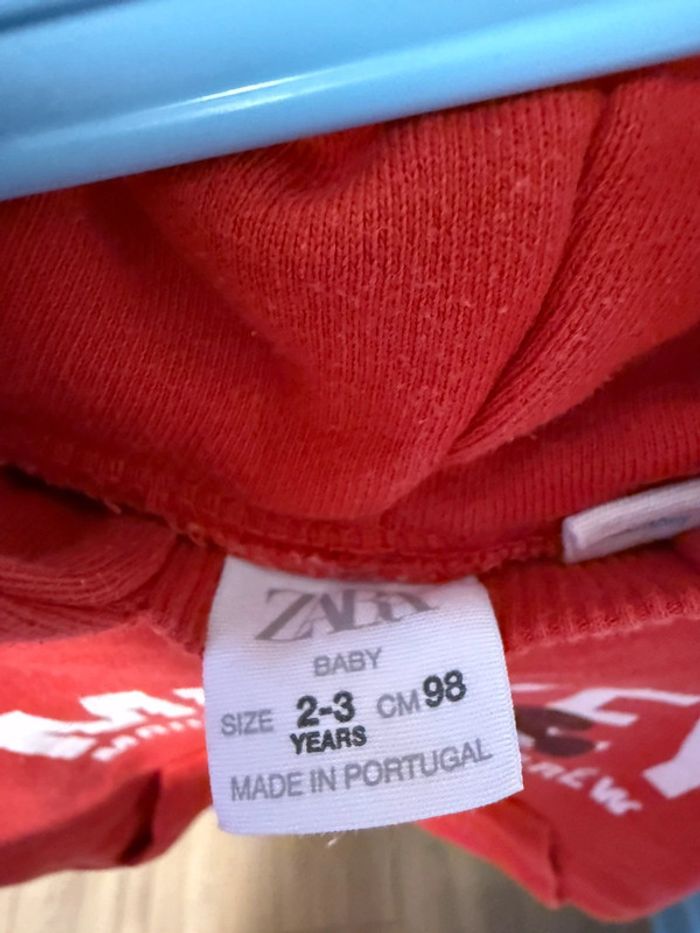 ZARA
BABY
SIZE 2-3 CM 98
YEARS
MADE IN PORTUGAL